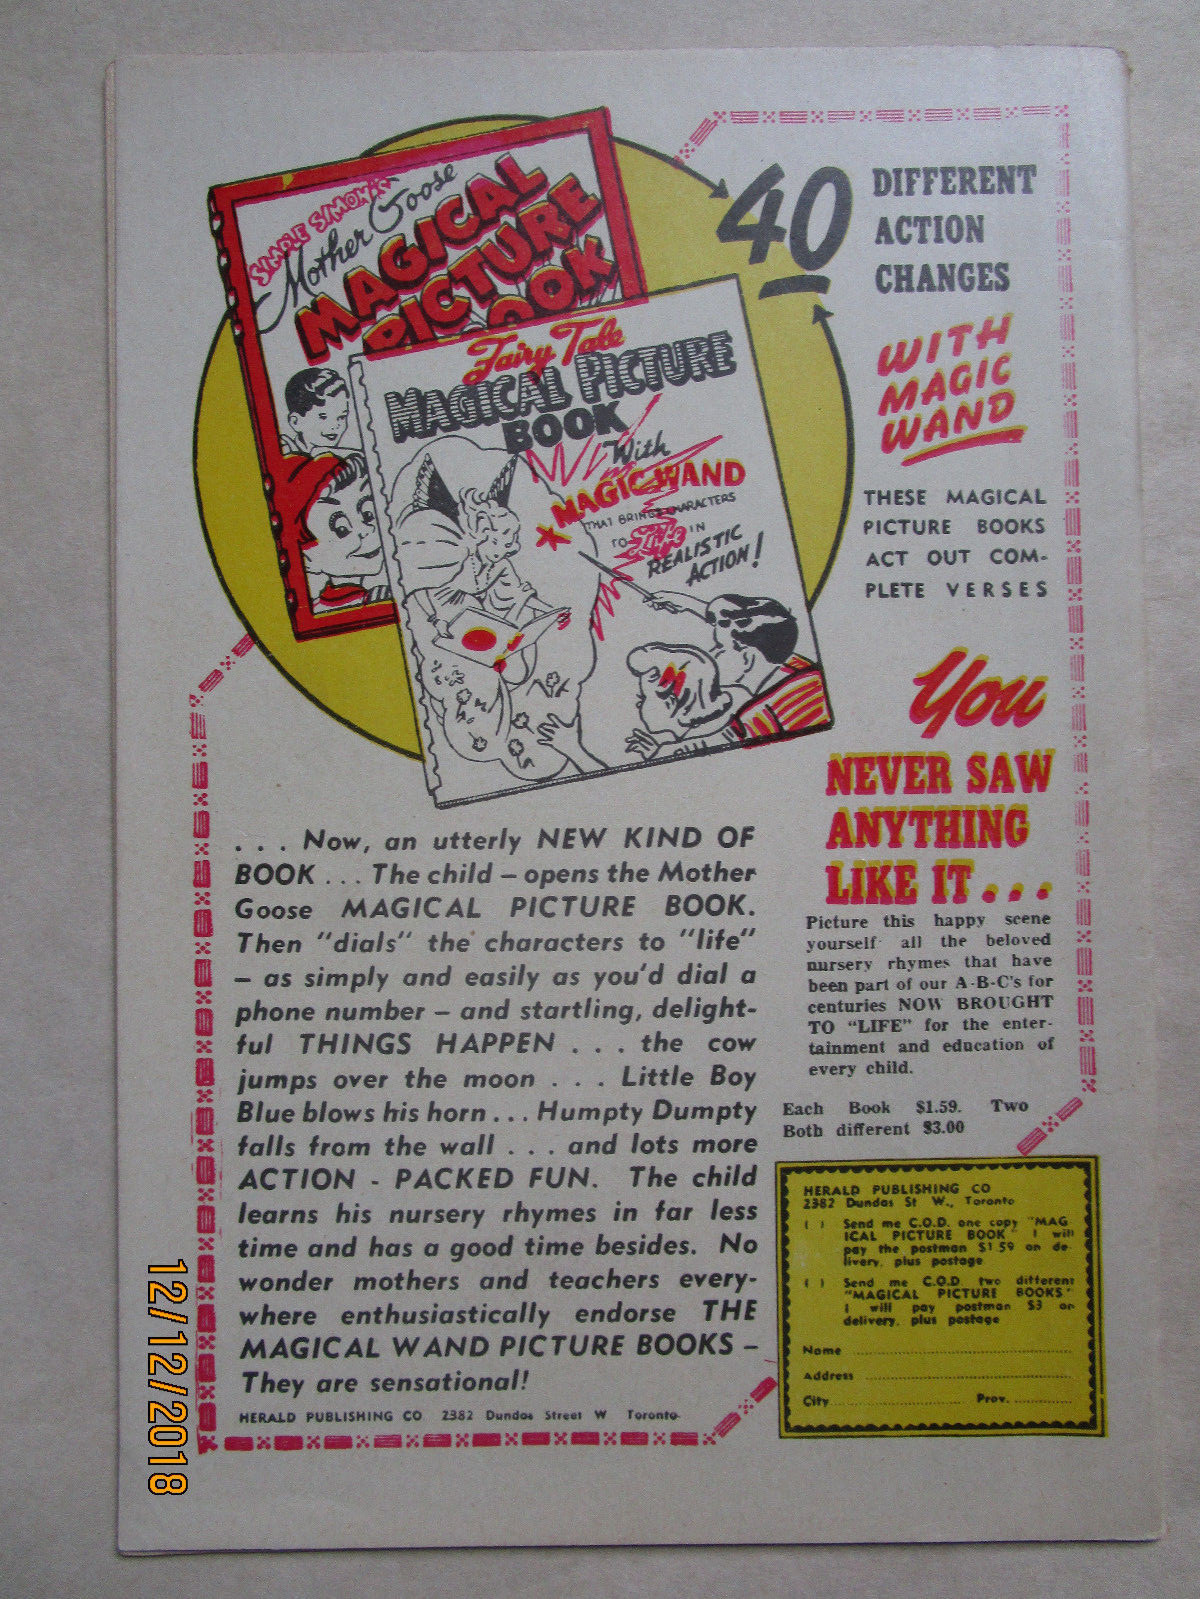 SIMPLE SIMON'S
Mother Goose
MAGICAL
PICTURE
BOOK
Fairy Tale
MAGICAL PICTURE
BOOK
With
MAGIC WAND
THAT BRINGS CHARACTERS
TO Life IN
REALISTIC
ACTION!
40 DIFFERENT
ACTION
CHANGES
WITH
MAGIC
WAND
THESE MAGICAL
PICTURE BOOKS
ACT OUT COM-
PLETE VERSES
You
NEVER SAW
ANYTHING
LIKE IT...
Picture this happy scene
yourself all the beloved
nursery rhymes that have
been part of our A-B-C's for
centuries NOW BROUGHT
TO "LIFE" for the enter-
tainment and education of
every child.
Each Book $1.59. Two
Both different $3.00
. . . Now, an utterly NEW KIND OF
BOOK . . . The child – opens the Mother
Goose MAGICAL PICTURE BOOK.
Then "dials" the characters to "life"
– as simply and easily as you'd dial a
phone number – and startling, delight-
ful THINGS HAPPEN . . . the cow
jumps over the moon . . . Little Boy
Blue blows his horn . . . Humpty Dumpty
falls from the wall . . . and lots more
ACTION - PACKED FUN. The child
learns his nursery rhymes in far less
time and has a good time besides. No
wonder mothers and teachers every-
where enthusiastically endorse THE
MAGICAL WAND PICTURE BOOKS –
They are sensational!
HERALD PUBLISHING CO 2382 Dundas Street W Toronto
HERALD PUBLISHING CO
2382 Dundas St W., Toronto
( ) Send me C.O.D. one copy "MAG
ICAL PICTURE BOOK" I will
pay the postman $1.59 on de-
livery, plus postage
( ) Send me C.O.D. two different
"MAGICAL PICTURE BOOKS"
I will pay postman $3 on
delivery, plus postage
Name
Address
City Prov.
12/12/2018